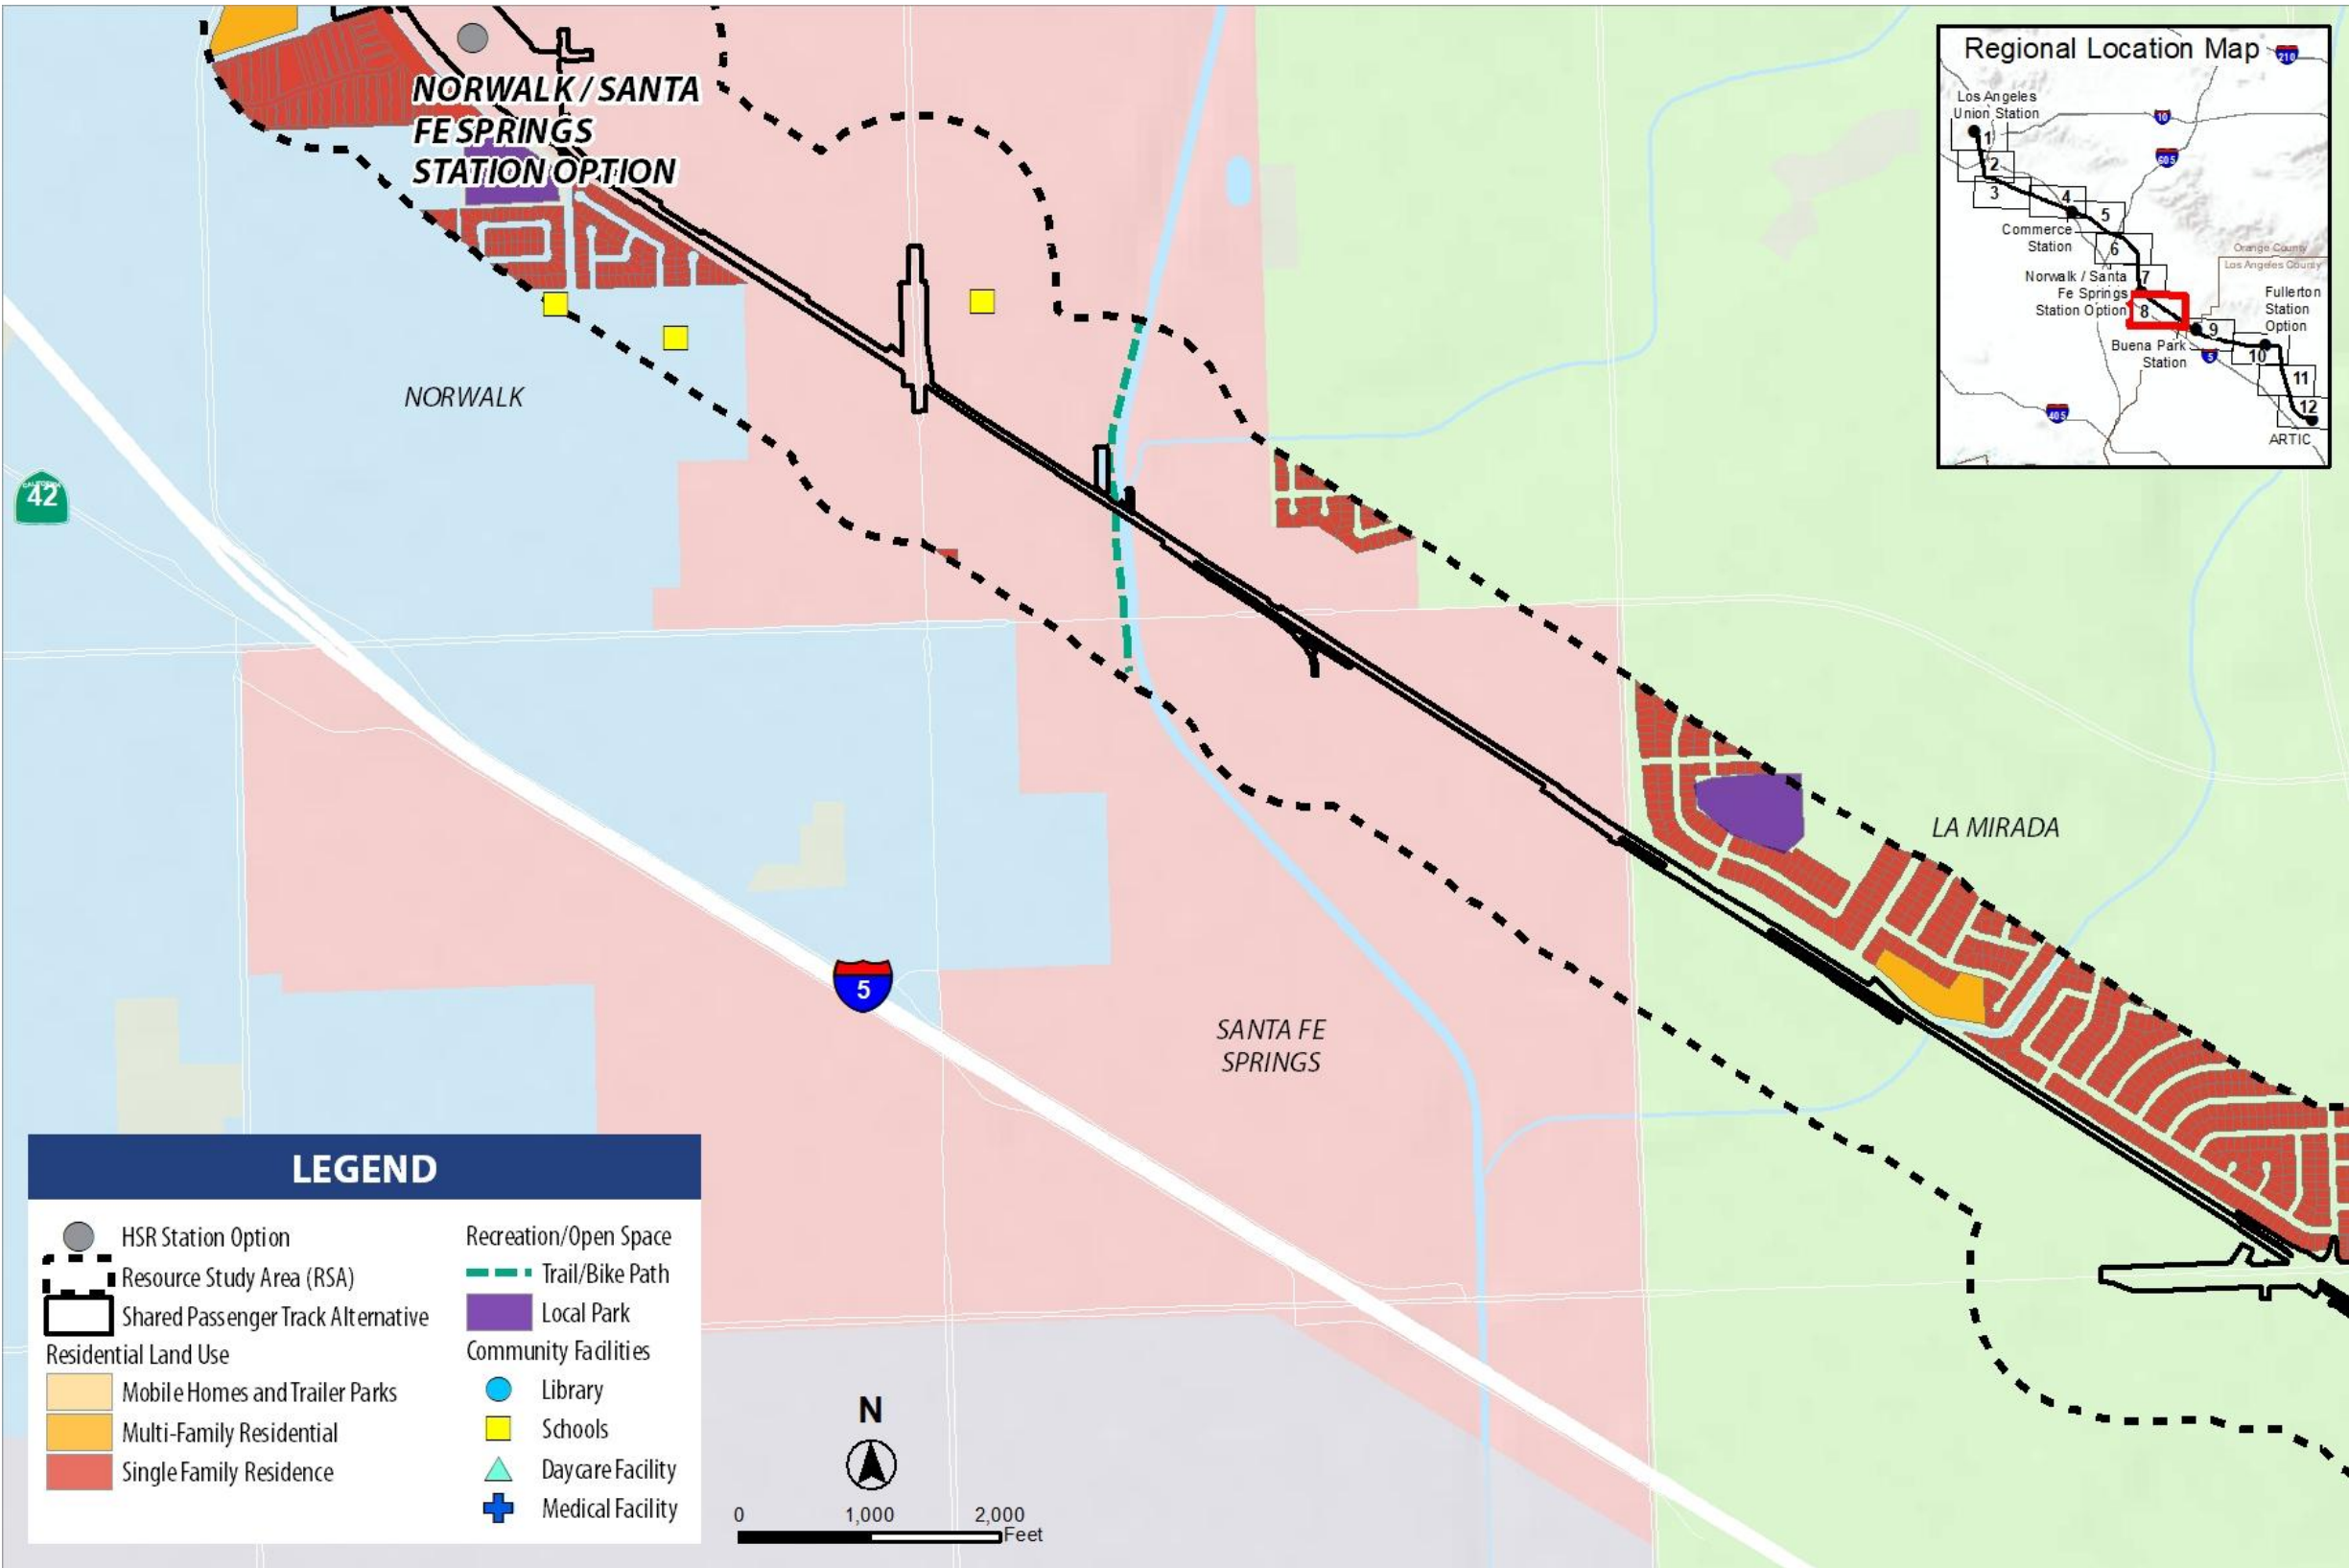 NORWALK / SANTA
FE SPRINGS
STATION OPTION
NORWALK
CALIFORNIA
42
5
SANTA FE
SPRINGS
LA MIRADA
Regional Location Map
210
Los Angeles
Union Station
10
1
605
2
3
4
5
Commerce
Station
6
Orange County
Los Angeles County
Norwalk / Santa
Fe Springs
Station Option
7
8
Fullerton
Station
Option
9
Buena Park
Station
5
10
11
12
405
ARTIC
LEGEND
HSR Station Option
Resource Study Area (RSA)
Shared Passenger Track Alternative
Residential Land Use
Mobile Homes and Trailer Parks
Multi-Family Residential
Single Family Residence
Recreation/Open Space
Trail/Bike Path
Local Park
Community Facilities
Library
Schools
Daycare Facility
Medical Facility
N
0 1,000 2,000
Feet